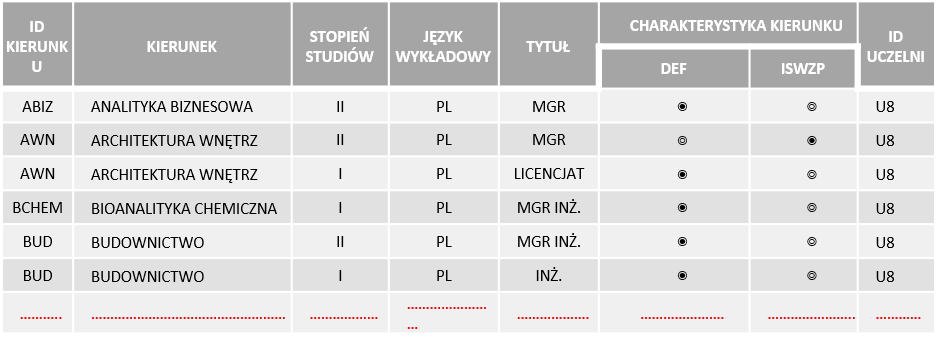 ID KIERUNKU KIERUNEK STOPIEŃ STUDIÓW JĘZYK WYKŁADOWY TYTUŁ CHARAKTERYSTYKA KIERUNKU ID UCZELNI
DEF ISWZP
ABIZ ANALITYKA BIZNESOWA II PL MGR ◉ ◎ U8
AWN ARCHITEKTURA WNĘTRZ II PL MGR ◎ ◉ U8
AWN ARCHITEKTURA WNĘTRZ I PL LICENCJAT ◉ ◎ U8
BCHEM BIOANALITYKA CHEMICZNA I PL MGR INŻ. ◉ ◎ U8
BUD BUDOWNICTWO II PL MGR INŻ. ◉ ◎ U8
BUD BUDOWNICTWO I PL INŻ. ◉ ◎ U8
........... .................................................. .................. ........................ ................... ...................... ....................... ............